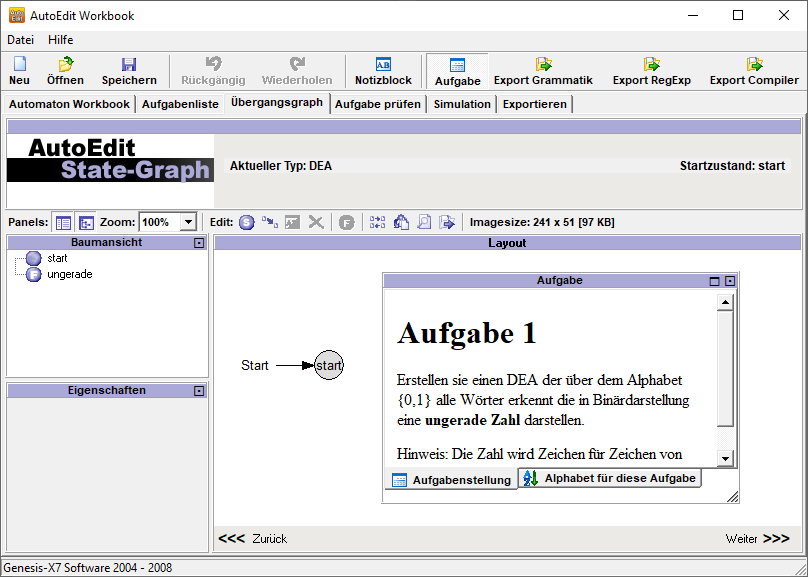 AutoEdit Workbook
Datei Hilfe
Neu Öffnen Speichern Rückgängig Wiederholen Notizblock Aufgabe Export Grammatik Export RegExp Export Compiler
Automaton Workbook Aufgabenliste Übergangsgraph Aufgabe prüfen Simulation Exportieren
AutoEdit
State-Graph
Aktueller Typ: DEA Startzustand: start
Panels: Zoom: 100% Edit: S F Imagesize: 241 x 51 [97 KB]
Baumansicht
S start
F ungerade
Eigenschaften
Layout
Start start
Aufgabe
Aufgabe 1
Erstellen sie einen DEA der über dem Alphabet
{0,1} alle Wörter erkennt die in Binärdarstellung
eine ungerade Zahl darstellen.
Hinweis: Die Zahl wird Zeichen für Zeichen von
Aufgabenstellung Alphabet für diese Aufgabe
<<< Zurück Weiter >>>
Genesis-X7 Software 2004 - 2008